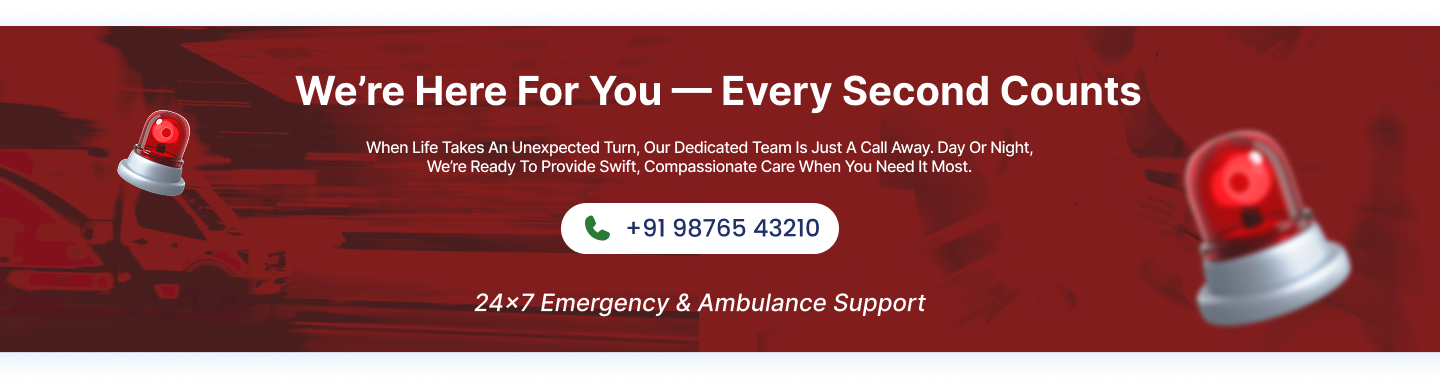 We’re Here For You — Every Second Counts
When Life Takes An Unexpected Turn, Our Dedicated Team Is Just A Call Away. Day Or Night,
We’re Ready To Provide Swift, Compassionate Care When You Need It Most.
+91 98765 43210
24×7 Emergency & Ambulance Support